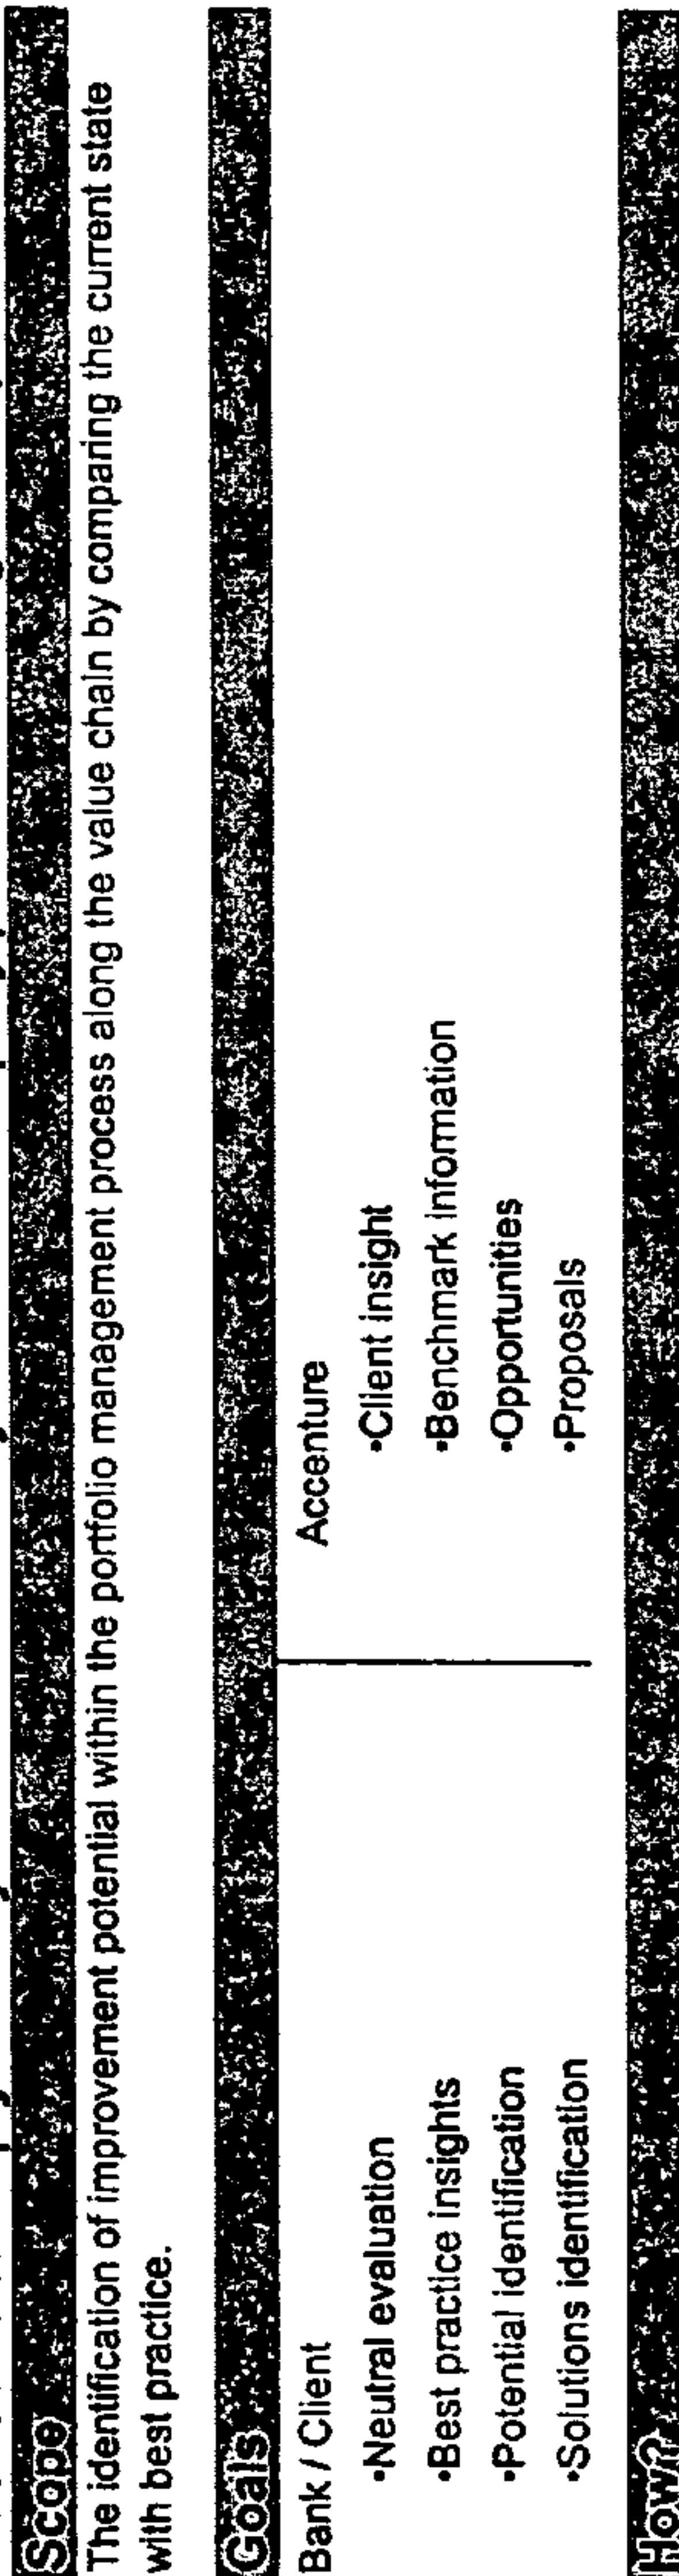 Scope
The identification of improvement potential within the portfolio management process along the value chain by comparing the current state
with best practice.
Goals
Bank / Client
•Neutral evaluation
•Best practice insights
•Potential identification
•Solutions identification
Accenture
•Client insight
•Benchmark information
•Opportunities
•Proposals
How?